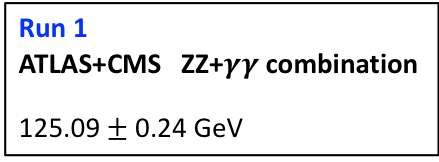 Run 1
ATLAS+CMS ZZ+γγ combination
125.09 ± 0.24 GeV